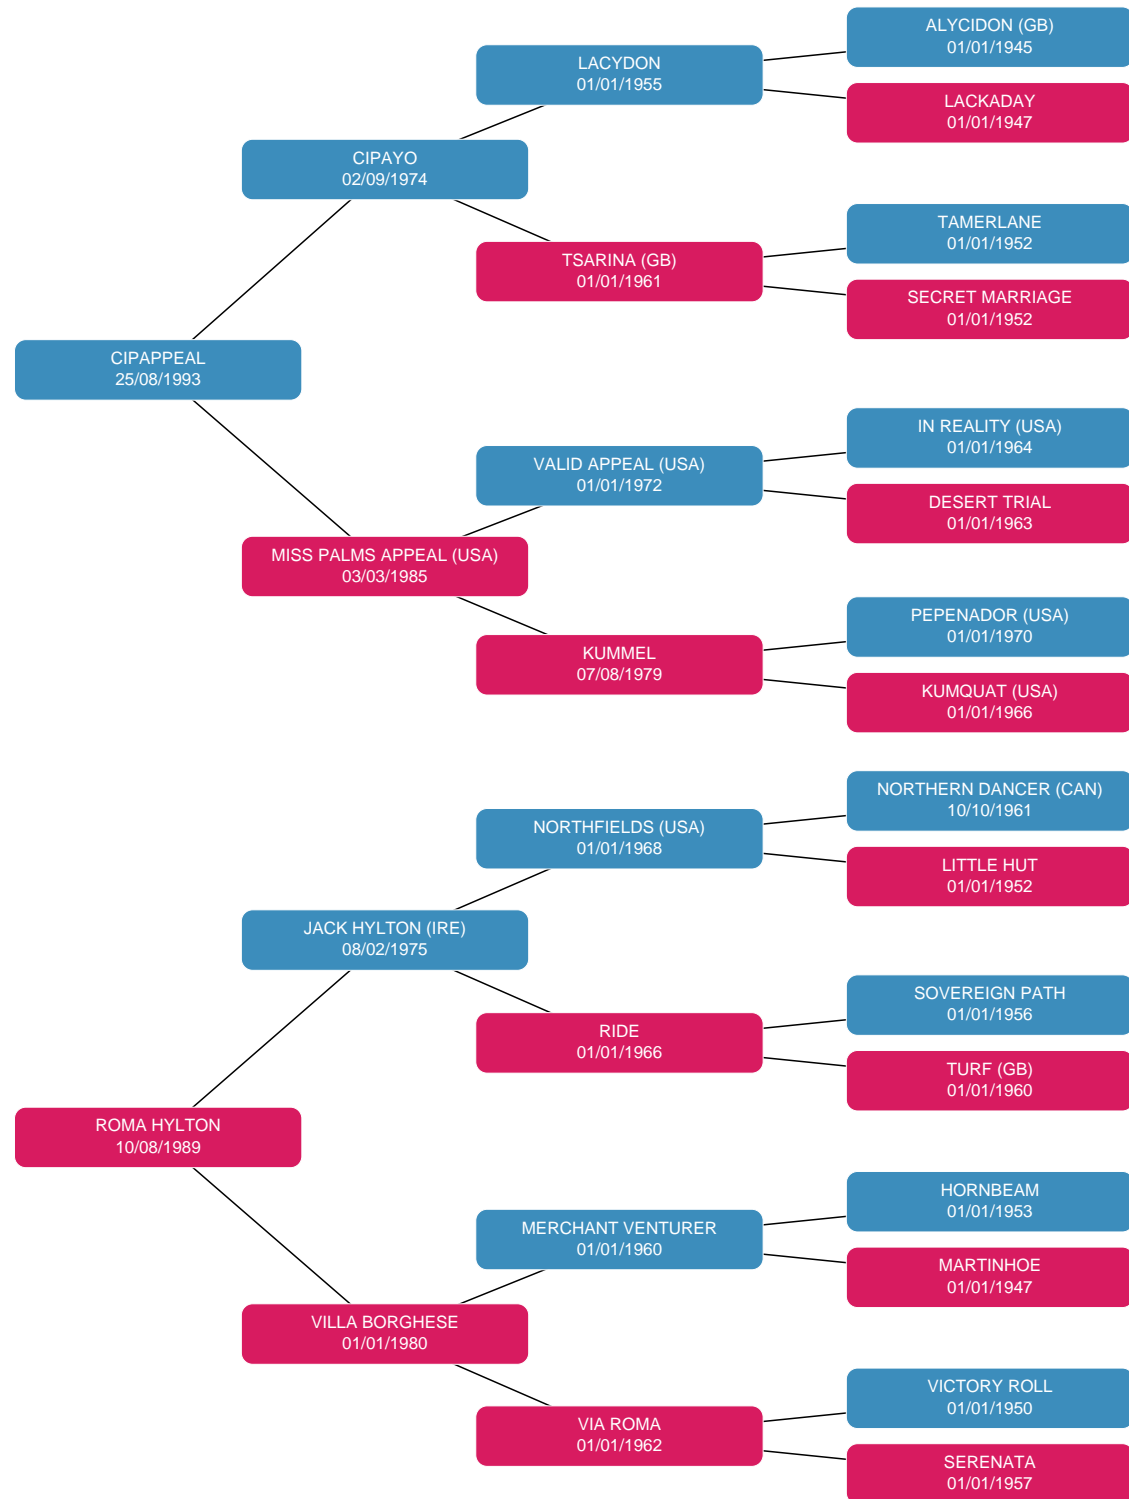 ALYCIDON (GB)
01/01/1945
LACYDON
01/01/1955
LACKADAY
01/01/1947
CIPAYO
02/09/1974
TAMERLANE
01/01/1952
TSARINA (GB)
01/01/1961
SECRET MARRIAGE
01/01/1952
CIPAPPEAL
25/08/1993
IN REALITY (USA)
01/01/1964
VALID APPEAL (USA)
01/01/1972
DESERT TRIAL
01/01/1963
MISS PALMS APPEAL (USA)
03/03/1985
PEPENADOR (USA)
01/01/1970
KUMMEL
07/08/1979
KUMQUAT (USA)
01/01/1966
NORTHERN DANCER (CAN)
10/10/1961
NORTHFIELDS (USA)
01/01/1968
LITTLE HUT
01/01/1952
JACK HYLTON (IRE)
08/02/1975
SOVEREIGN PATH
01/01/1956
RIDE
01/01/1966
TURF (GB)
01/01/1960
ROMA HYLTON
10/08/1989
HORNBEAM
01/01/1953
MERCHANT VENTURER
01/01/1960
MARTINHOE
01/01/1947
VILLA BORGHESE
01/01/1980
VICTORY ROLL
01/01/1950
VIA ROMA
01/01/1962
SERENATA
01/01/1957